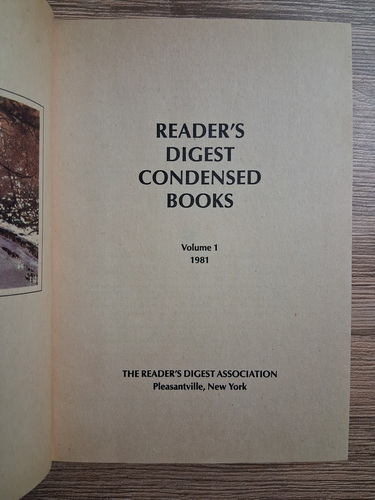 READER'S
DIGEST
CONDENSED
BOOKS
Volume 1
1981
THE READER'S DIGEST ASSOCIATION
Pleasantville, New York